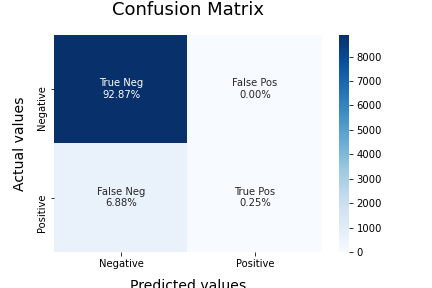 Confusion Matrix
Actual values
Negative
Positive
True Neg
92.87%
False Pos
0.00%
False Neg
6.88%
True Pos
0.25%
Negative
Positive
Predicted values
8000
7000
6000
5000
4000
3000
2000
1000
0